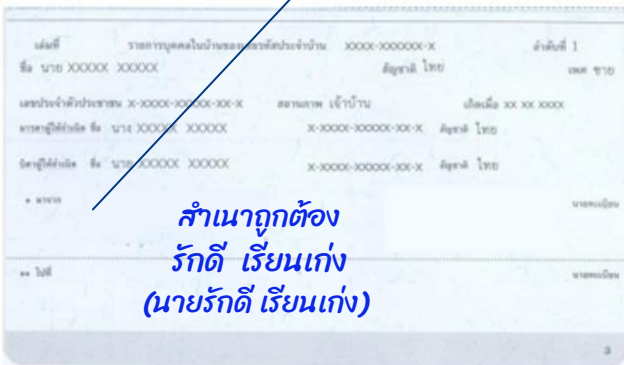 เล่มที่ รายการบุคคลในบ้านของเลขรหัสประจำบ้าน XXXX-XXXXXX-X ลำดับที่ 1
ชื่อ นาย XXXXX XXXXX สัญชาติ ไทย เพศ ชาย
เลขประจำตัวประชาชน X-XXXX-XXXXX-XX-X สถานภาพ เจ้าบ้าน เกิดเมื่อ XX XX XXXX
มารดาผู้ให้กำเนิด ชื่อ นาง XXXXX XXXXX X-XXXX-XXXXX-XX-X สัญชาติ ไทย
บิดาผู้ให้กำเนิด ชื่อ นาย XXXXX XXXXX X-XXXX-XXXXX-XX-X สัญชาติ ไทย
* มาจาก นายทะเบียน
สำเนาถูกต้อง
รักดี เรียนเก่ง
(นายรักดี เรียนเก่ง)
** ไปที่ นายทะเบียน
3